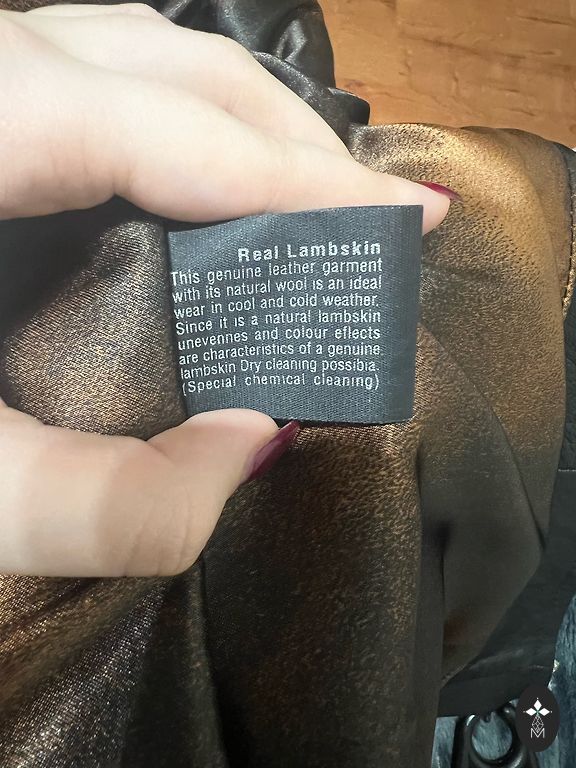 Real Lambskin
This genuine leather garment
with its natural wool is an ideal
wear in cool and cold weather.
Since it is a natural lambskin
unevennes and colour effects
are characteristics of a genuine
lambskin Dry cleaning possibia.
(Special chemical cleaning)
M